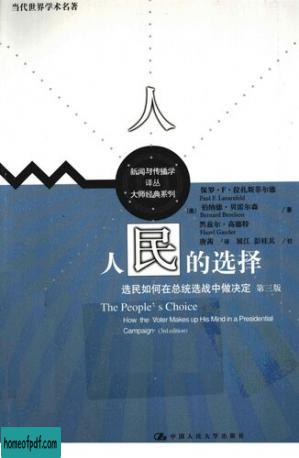 当代世界学术名著
人
新闻与传播学
译丛
大师经典系列
保罗·F·拉扎斯菲尔德
Paul F. Lazarsfeld
[美] 伯纳德·贝雷尔森 著
Bernard Berelson
黑兹尔·高德特
Hazel Gaudet
唐茜 译 展江 彭桂兵 校
人民的选择
选民如何在总统选战中做决定 第三版
The People's Choice
How the Voter Makes up His Mind in a Presidential
Campaign (3rd edition)
中国人民大学出版社
homeofpdf.com